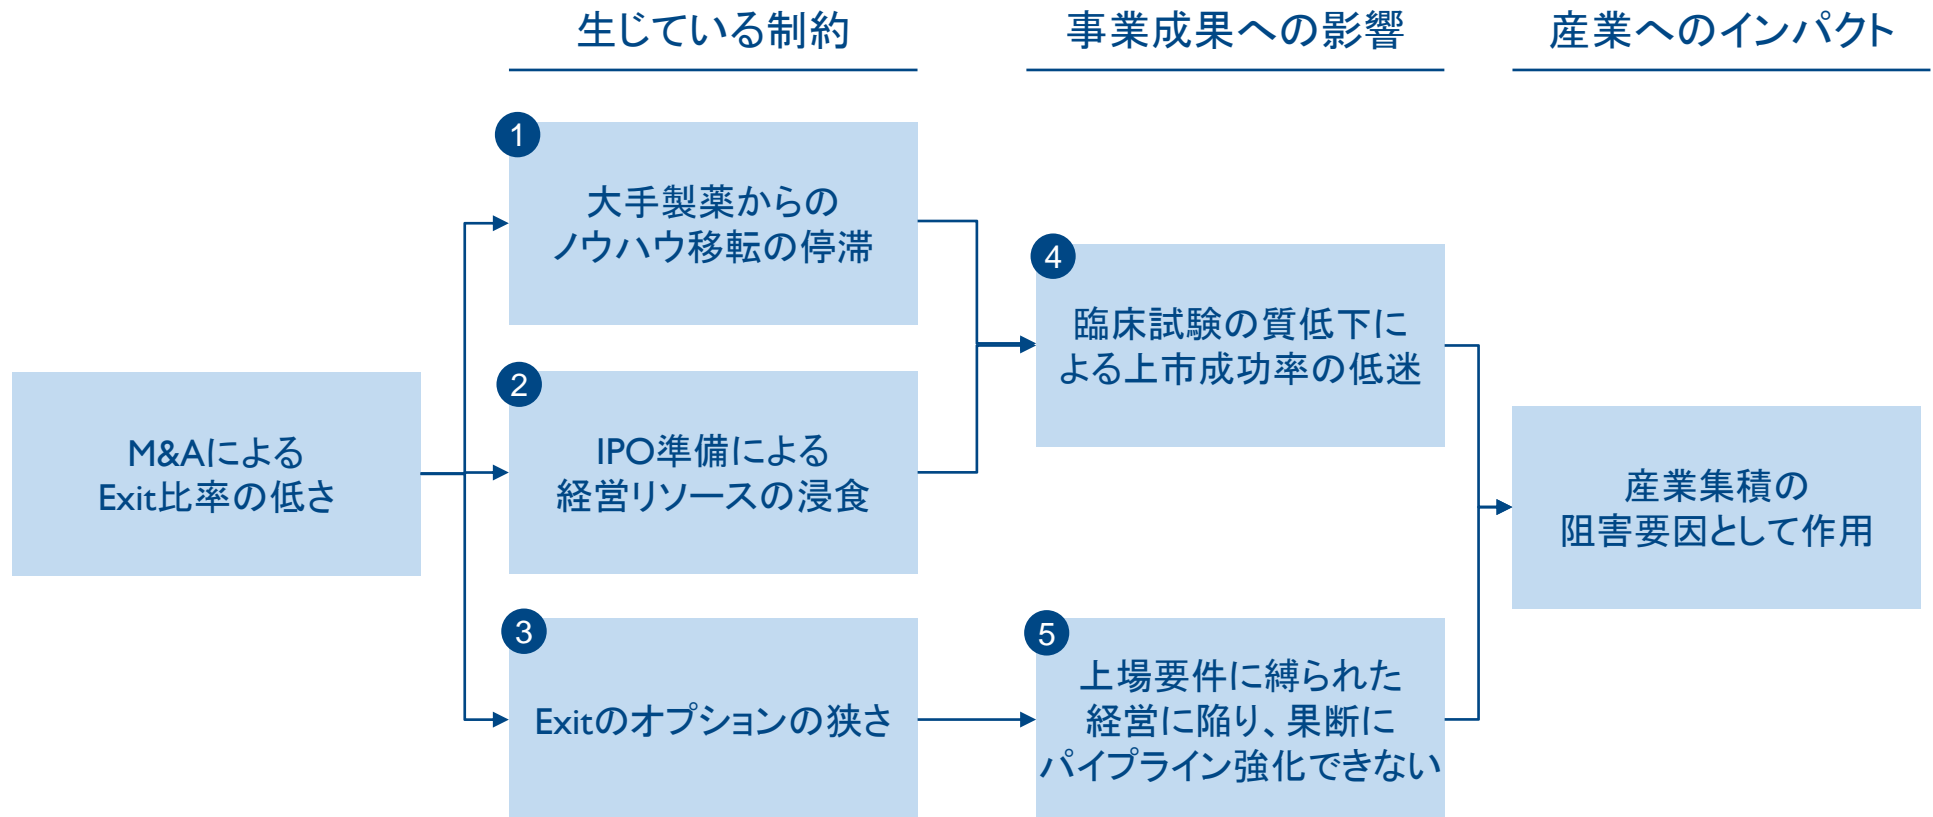 生じている制約
事業成果への影響
産業へのインパクト
M&Aによる
Exit比率の低さ
1
大手製薬からの
ノウハウ移転の停滞
2
IPO準備による
経営リソースの浸食
3
Exitのオプションの狭さ
4
臨床試験の質低下に
よる上市成功率の低迷
5
上場要件に縛られた
経営に陥り、果断に
パイプライン強化できない
産業集積の
阻害要因として作用